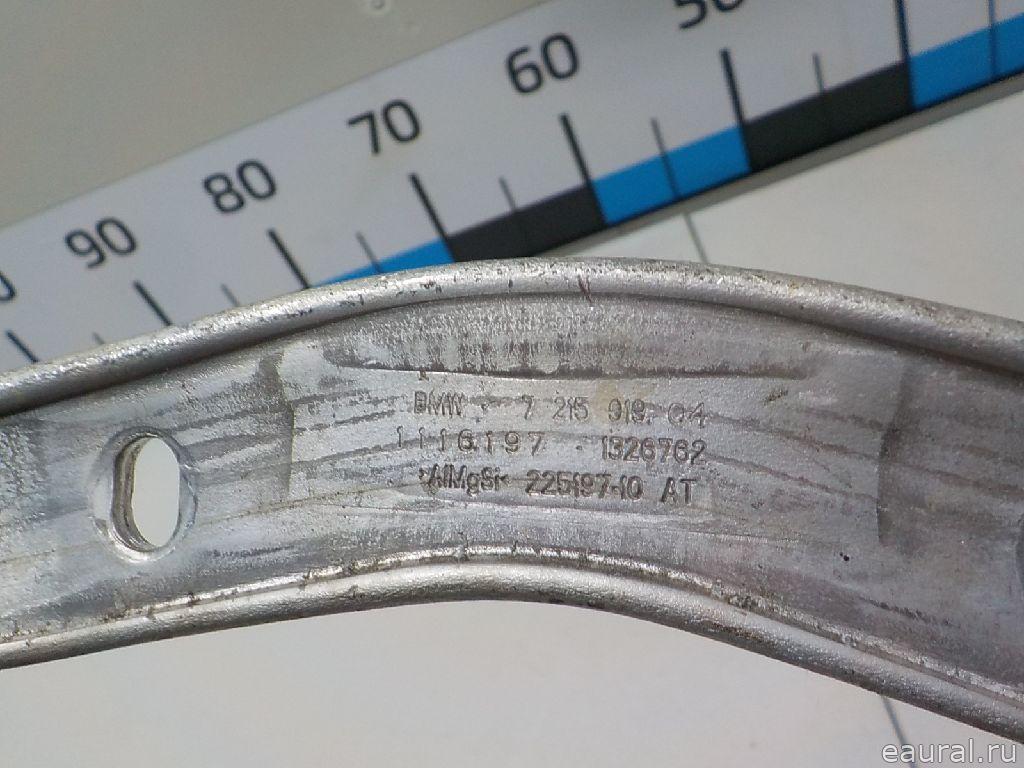 90 80 70 60 50
BMW 7 215 919. 04
1116197 1326762
>AlMgSi< 225197-10 AT
eaural.ru